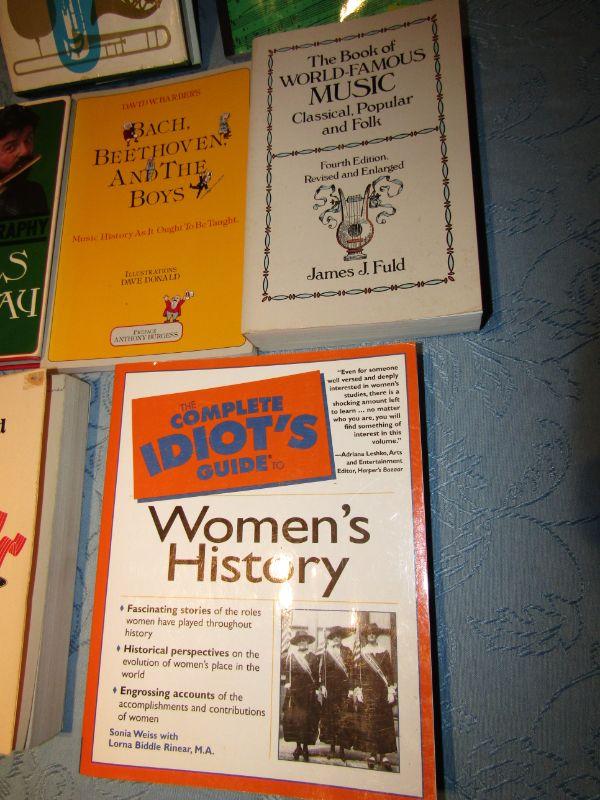 DAVID W. BARBER'S
BACH,
BEETHOVEN,
AND THE
BOYS
Music History As It Ought To Be Taught.
ILLUSTRATIONS
DAVE DONALD
PREFACE
ANTHONY BURGESS
The Book of
WORLD-FAMOUS
MUSIC
Classical, Popular
and Folk
Fourth Edition,
Revised and Enlarged
James J. Fuld
RAPHY
S
AY
d
r
THE
COMPLETE
IDIOT'S
GUIDE® TO
"Even for someone
well versed and deeply
interested in women's
studies, there is a
shocking amount left
to learn ... no matter
who you are, you will
find something of
interest in this
volume."
—Adriana Leshko, Arts
and Entertainment
Editor, Harper's Bazaar
Women's
History
♦ Fascinating stories of the roles
women have played throughout
history
♦ Historical perspectives on the
evolution of women's place in the
world
♦ Engrossing accounts of the
accomplishments and contributions
of women
Sonia Weiss with
Lorna Biddle Rinear, M.A.